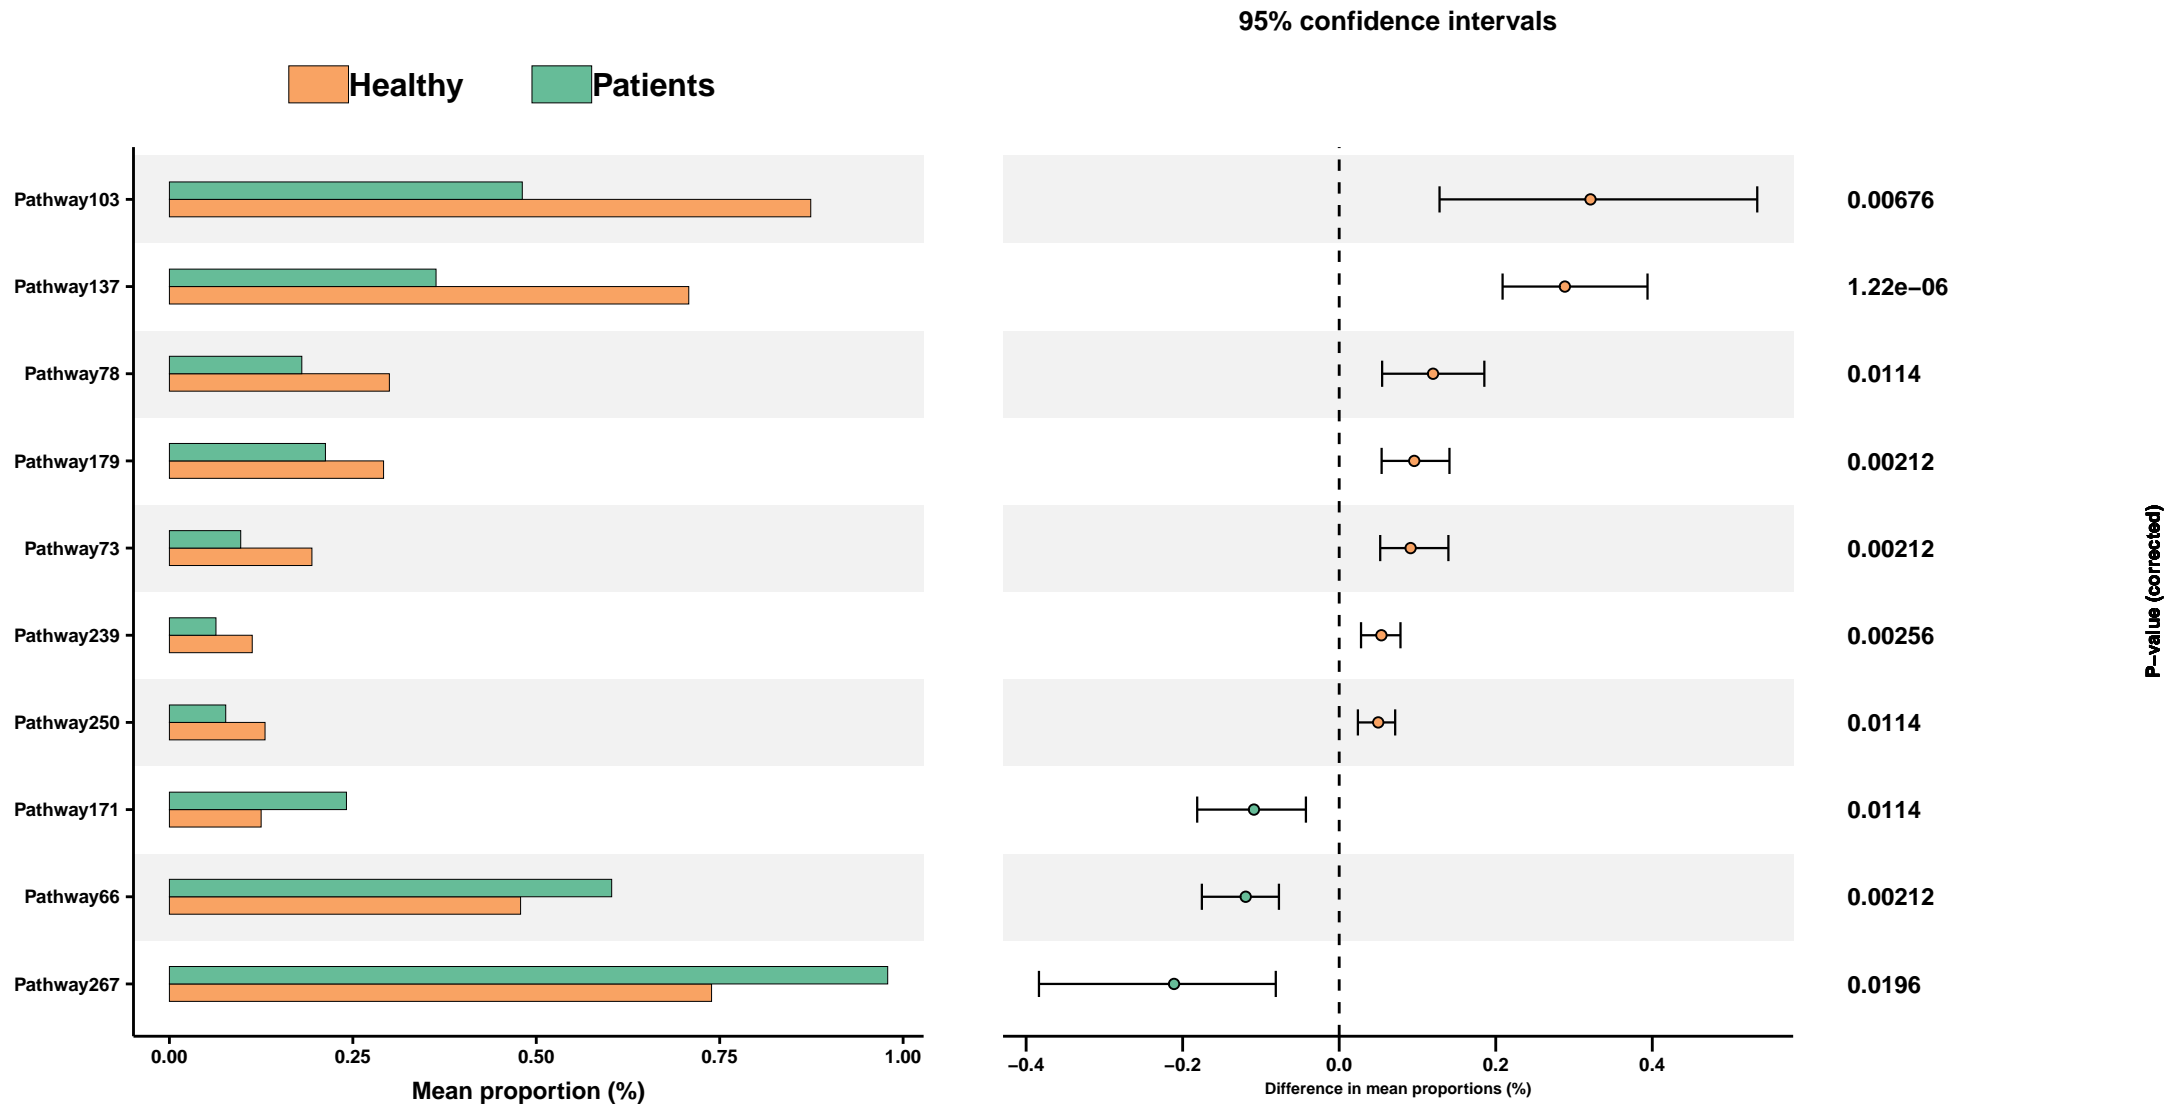 95% confidence intervals
Healthy Patients
Pathway103 0.00676
Pathway137 1.22e−06
Pathway78 0.0114
Pathway179 0.00212
Pathway73 0.00212
Pathway239 0.00256
Pathway250 0.0114
Pathway171 0.0114
Pathway66 0.00212
Pathway267 0.0196
0.00 0.25 0.50 0.75 1.00
Mean proportion (%)
−0.4 −0.2 0.0 0.2 0.4
Difference in mean proportions (%)
P−value (corrected)